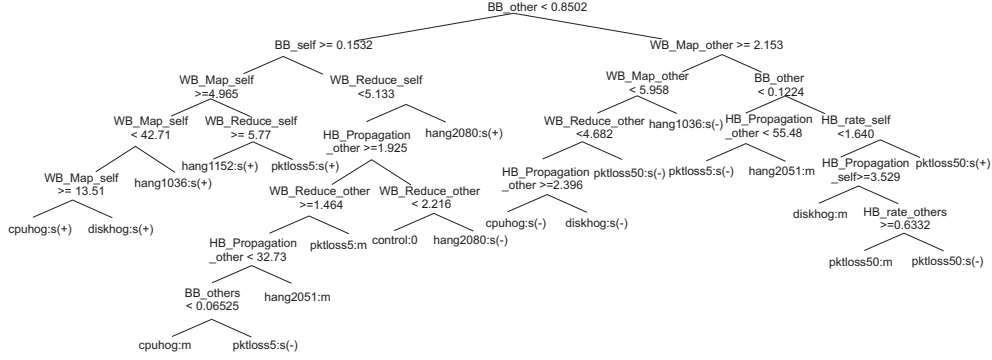 BB_other < 0.8502
BB_self >= 0.1532
WB_Map_other >= 2.153
WB_Map_self
>=4.965
WB_Reduce_self
<5.133
WB_Map_other
< 5.958
BB_other
< 0.1224
WB_Map_self
< 42.71
WB_Reduce_self
>= 5.77
HB_Propagation
_other >=1.925
hang2080:s(+)
WB_Reduce_other
<4.682
hang1036:s(-)
HB_Propagation
_other < 55.48
HB_rate_self
<1.640
WB_Map_self
>= 13.51
hang1036:s(+)
hang1152:s(+)
pktloss5:s(+)
WB_Reduce_other
>=1.464
WB_Reduce_other
< 2.216
HB_Propagation
_other >=2.396
pktloss50:s(-)
pktloss5:s(-)
hang2051:m
HB_Propagation
_self>=3.529
pktloss50:s(+)
cpuhog:s(+)
diskhog:s(+)
HB_Propagation
_other < 32.73
pktloss5:m
control:0
hang2080:s(-)
cpuhog:s(-)
diskhog:s(-)
diskhog:m
HB_rate_others
>=0.6332
BB_others
< 0.06525
hang2051:m
pktloss50:m
pktloss50:s(-)
cpuhog:m
pktloss5:s(-)